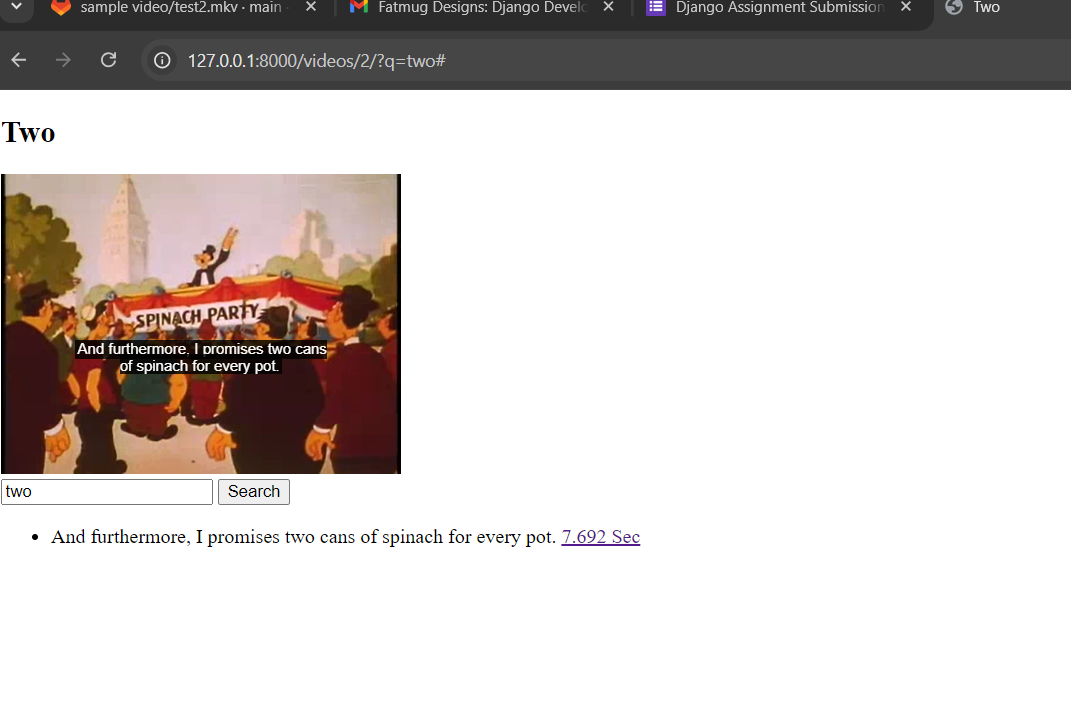 sample video/test2.mkv · main
Fatmug Designs: Django Develo
Django Assignment Submission
Two
127.0.0.1:8000/videos/2/?q=two#
Two
SPINACH PARTY
And furthermore, I promises two cans
of spinach for every pot.
two
Search
And furthermore, I promises two cans of spinach for every pot. 7.692 Sec